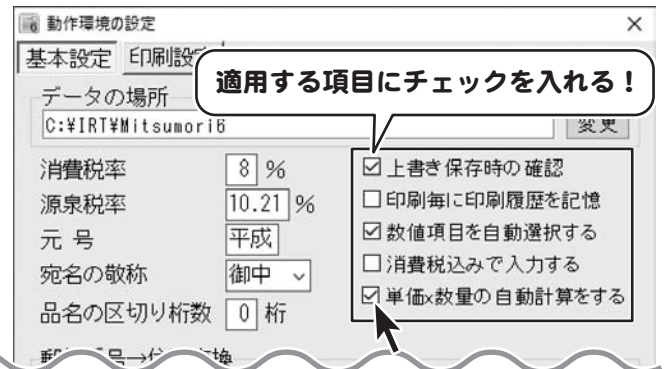 動作環境の設定
基本設定 印刷設定
適用する項目にチェックを入れる！
データの場所
C:¥IRT¥Mitsumori6
変更
消費税率 8 %
源泉税率 10.21 %
元号 平成
宛名の敬称 御中
品名の区切り桁数 0 桁
上書き保存時の確認
印刷毎に印刷履歴を記憶
数値項目を自動選択する
消費税込みで入力する
単価x数量の自動計算をする